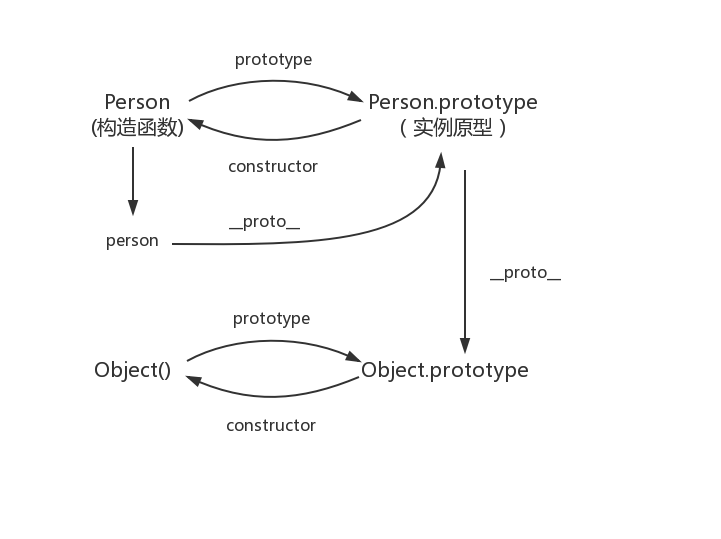 prototype
Person
(构造函数)
Person.prototype
( 实例原型 )
constructor
__proto__
person
__proto__
prototype
Object()
Object.prototype
constructor